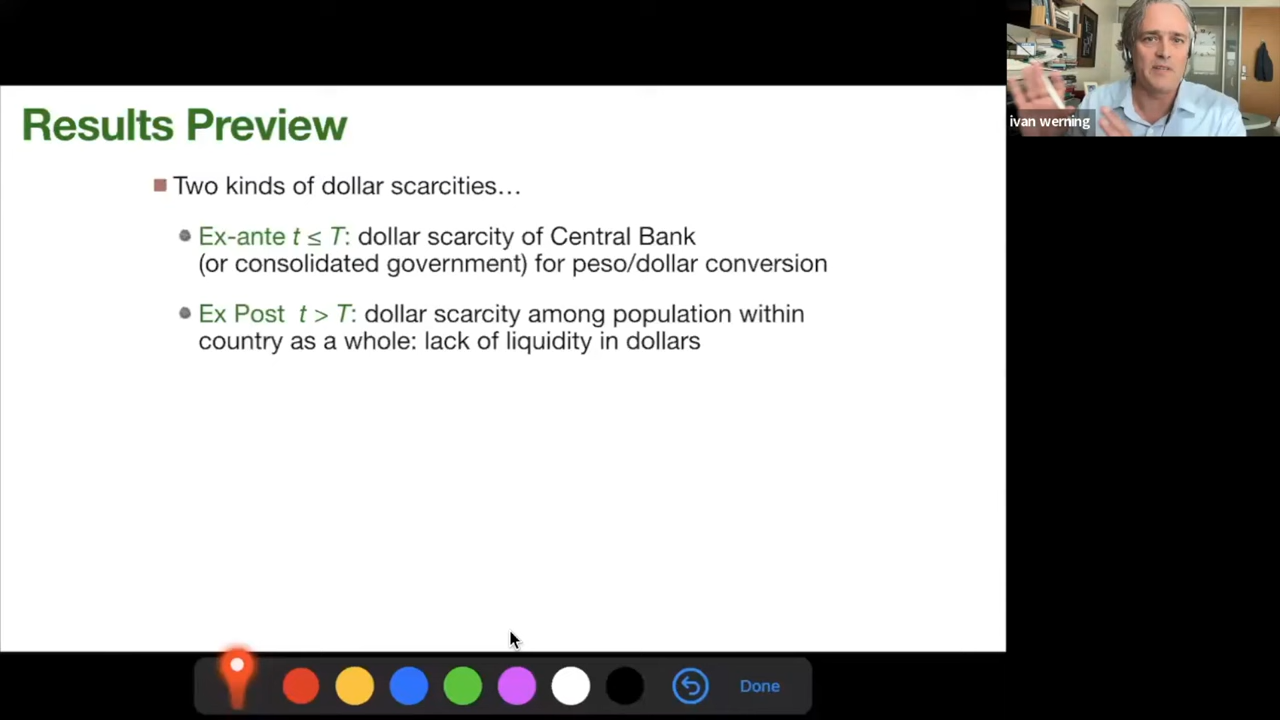 Results Preview
Two kinds of dollar scarcities…
Ex-ante t ≤ T: dollar scarcity of Central Bank
(or consolidated government) for peso/dollar conversion
Ex Post t > T: dollar scarcity among population within
country as a whole: lack of liquidity in dollars
ivan werning
Done